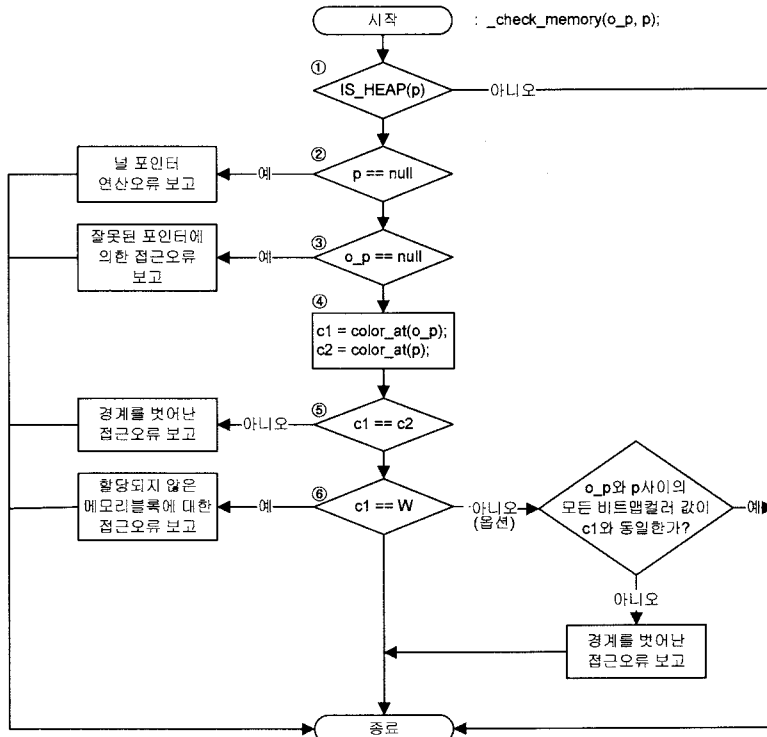 시작
: _check_memory(o_p, p);
①
IS_HEAP(p)
아니오
②
p == null
예
널 포인터
연산오류 보고
③
o_p == null
예
잘못된 포인터에
의한 접근오류
보고
④
c1 = color_at(o_p);
c2 = color_at(p);
⑤
c1 == c2
아니오
경계를 벗어난
접근오류 보고
⑥
c1 == W
예
할당되지 않은
메모리블록에 대한
접근오류 보고
아니오
(옵션)
o_p와 p사이의
모든 비트맵컬러 값이
c1와 동일한가?
예
아니오
경계를 벗어난
접근오류 보고
종료